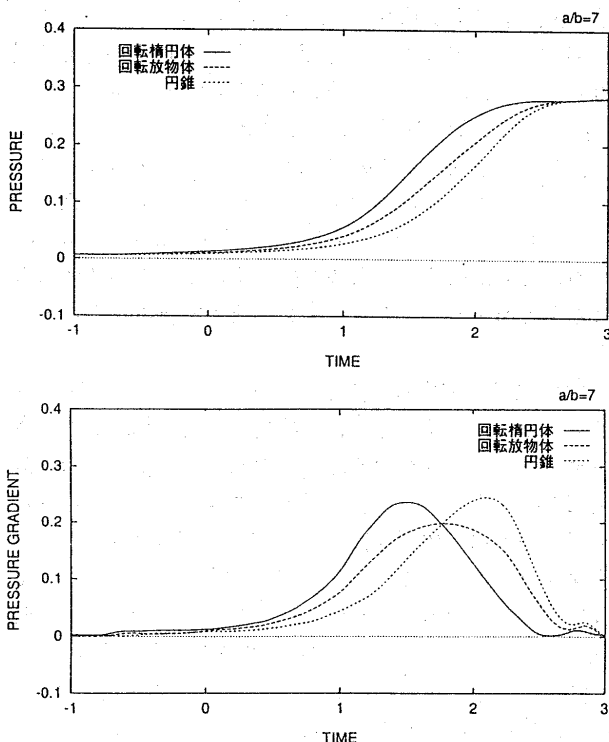 a/b=7
0.4
0.3
0.2
0.1
0
-0.1
PRESSURE
回転楕円体
回転放物体
円錐
-1 0 1 2 3
TIME
a/b=7
0.4
0.3
0.2
0.1
0
-0.1
PRESSURE GRADIENT
回転楕円体
回転放物体
円錐
-1 0 1 2 3
TIME